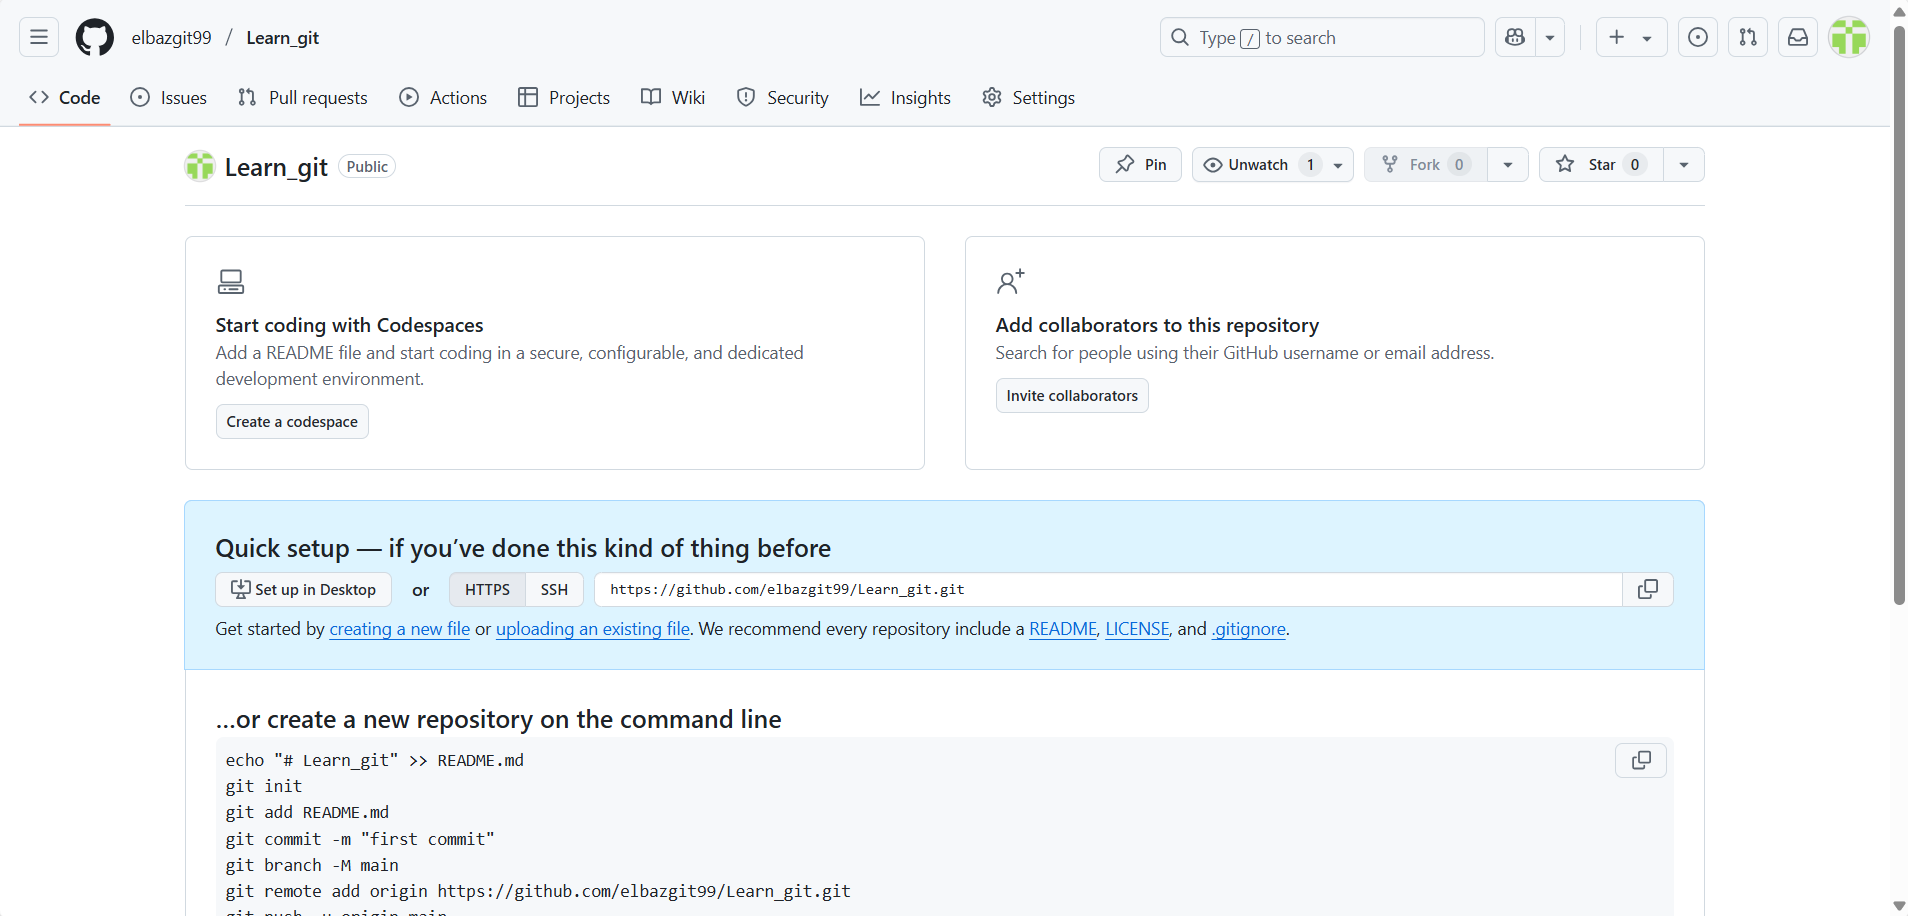 elbazgit99 / Learn_git
Type / to search
Code Issues Pull requests Actions Projects Wiki Security Insights Settings
Learn_git Public
Pin Unwatch 1 Fork 0 Star 0
Start coding with Codespaces
Add a README file and start coding in a secure, configurable, and dedicated
development environment.
Create a codespace
Add collaborators to this repository
Search for people using their GitHub username or email address.
Invite collaborators
Quick setup — if you’ve done this kind of thing before
Set up in Desktop or HTTPS SSH https://github.com/elbazgit99/Learn_git.git
Get started by creating a new file or uploading an existing file. We recommend every repository include a README, LICENSE, and .gitignore.
…or create a new repository on the command line
echo "# Learn_git" >> README.md
git init
git add README.md
git commit -m "first commit"
git branch -M main
git remote add origin https://github.com/elbazgit99/Learn_git.git
git push -u origin main